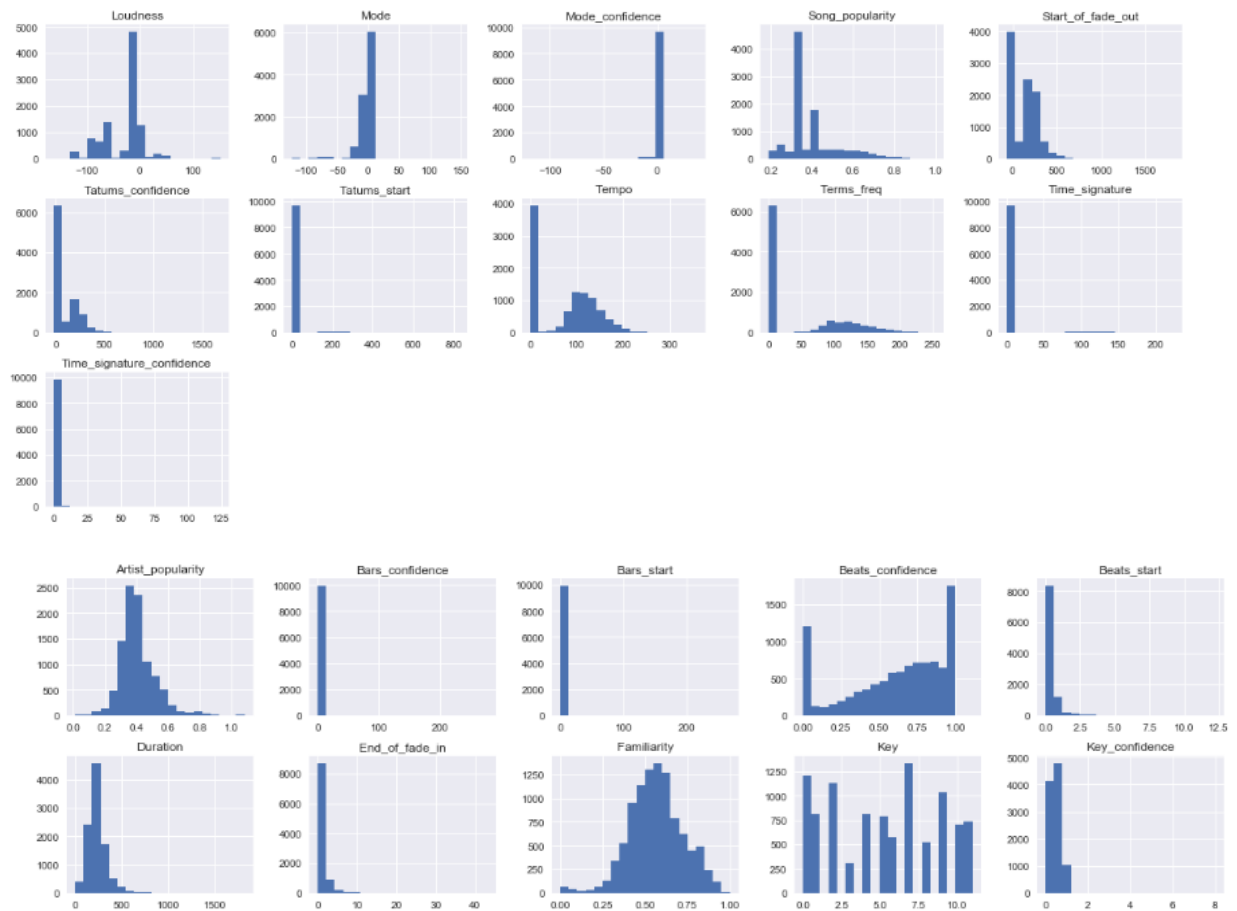 Loudness Mode Mode_confidence Song_popularity Start_of_fade_out
5000 4000 3000 2000 1000 0
−100 0 100
6000 4000 2000 0
−100 −50 0 50 100 150
10000 8000 6000 4000 2000 0
−100 −50 0
4000 3000 2000 1000 0
0.2 0.4 0.6 0.8 1.0
4000 3000 2000 1000 0
0 500 1000 1500
Tatums_confidence Tatums_start Tempo Terms_freq Time_signature
6000 4000 2000 0
0 500 1000 1500
10000 8000 6000 4000 2000 0
0 200 400 600 800
4000 3000 2000 1000 0
0 100 200 300
6000 4000 2000 0
0 50 100 150 200 250
10000 8000 6000 4000 2000 0
0 50 100 150 200
Time_signature_confidence
10000 8000 6000 4000 2000 0
0 25 50 75 100 125
Artist_popularity Bars_confidence Bars_start Beats_confidence Beats_start
2500 2000 1500 1000 500 0
0.0 0.2 0.4 0.6 0.8 1.0
10000 8000 6000 4000 2000 0
0 100 200
10000 8000 6000 4000 2000 0
0 100 200
1500 1000 500 0
0.00 0.25 0.50 0.75 1.00
8000 6000 4000 2000 0
0.0 2.5 5.0 7.5 10.0 12.5
Duration End_of_fade_in Familiarity Key Key_confidence
4000 3000 2000 1000 0
0 500 1000 1500
8000 6000 4000 2000 0
0 10 20 30 40
1250 1000 750 500 250 0
0.00 0.25 0.50 0.75 1.00
1250 1000 750 500 250 0
0.0 2.5 5.0 7.5 10.0
5000 4000 3000 2000 1000 0
0 2 4 6 8